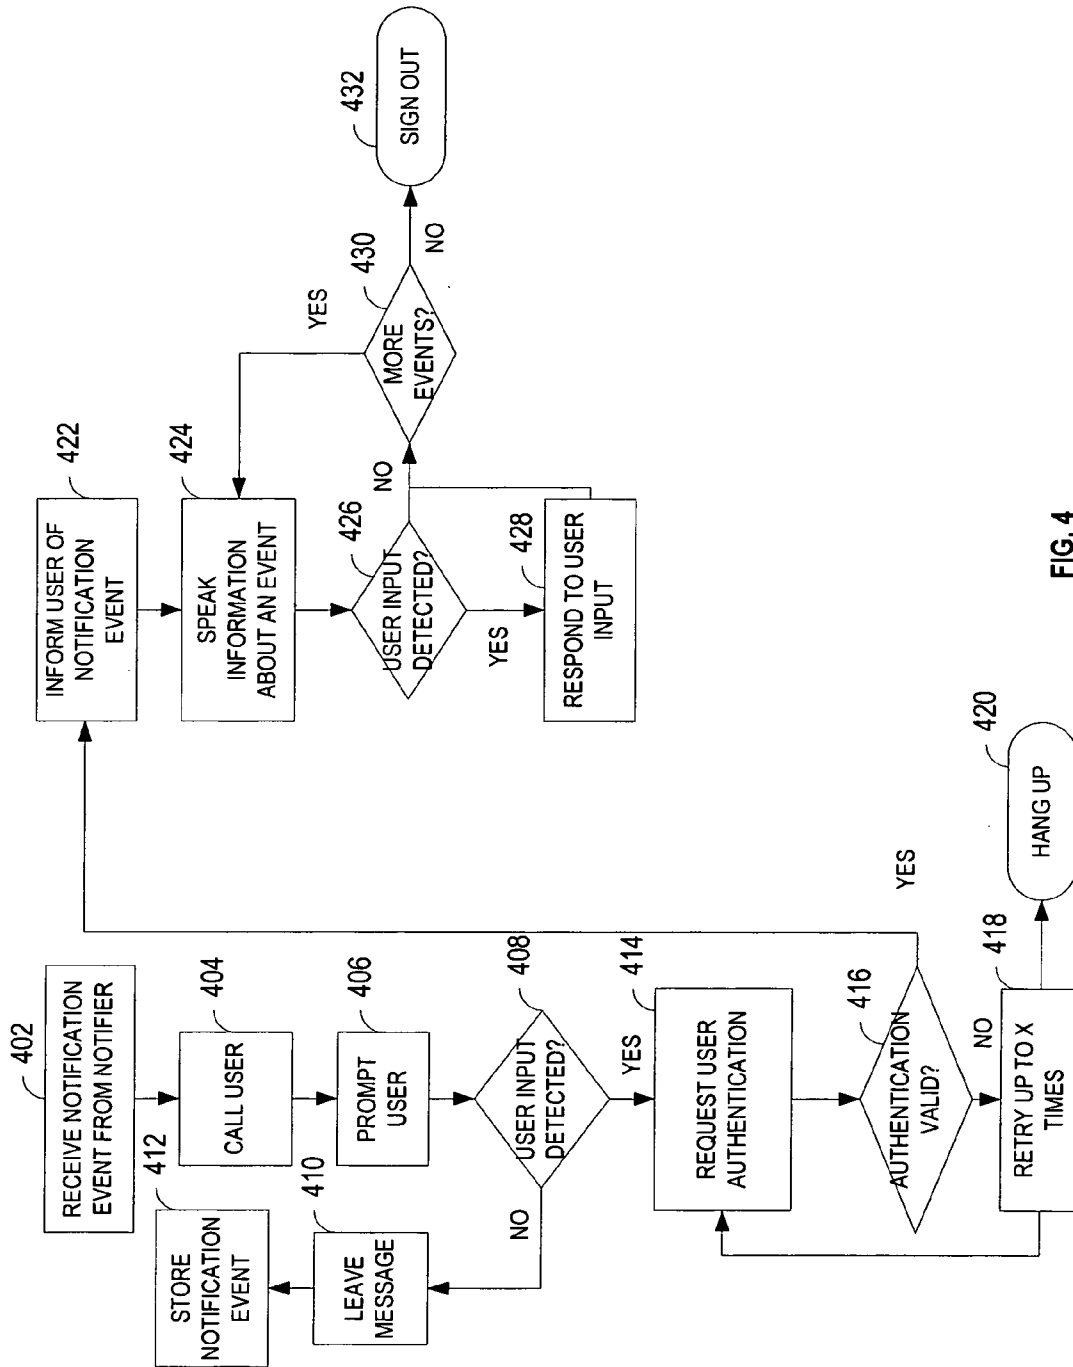 402
RECEIVE NOTIFICATION
EVENT FROM NOTIFIER
404
CALL USER
406
PROMPT
USER
408
USER INPUT
DETECTED?
NO
YES
410
LEAVE
MESSAGE
412
STORE
NOTIFICATION
EVENT
414
REQUEST USER
AUTHENTICATION
416
AUTHENTICATION
VALID?
YES
NO
418
RETRY UP TO X
TIMES
420
HANG UP
422
INFORM USER OF
NOTIFICATION
EVENT
424
SPEAK
INFORMATION
ABOUT AN EVENT
426
USER INPUT
DETECTED?
NO
YES
428
RESPOND TO USER
INPUT
430
MORE
EVENTS?
YES
NO
432
SIGN OUT
FIG. 4